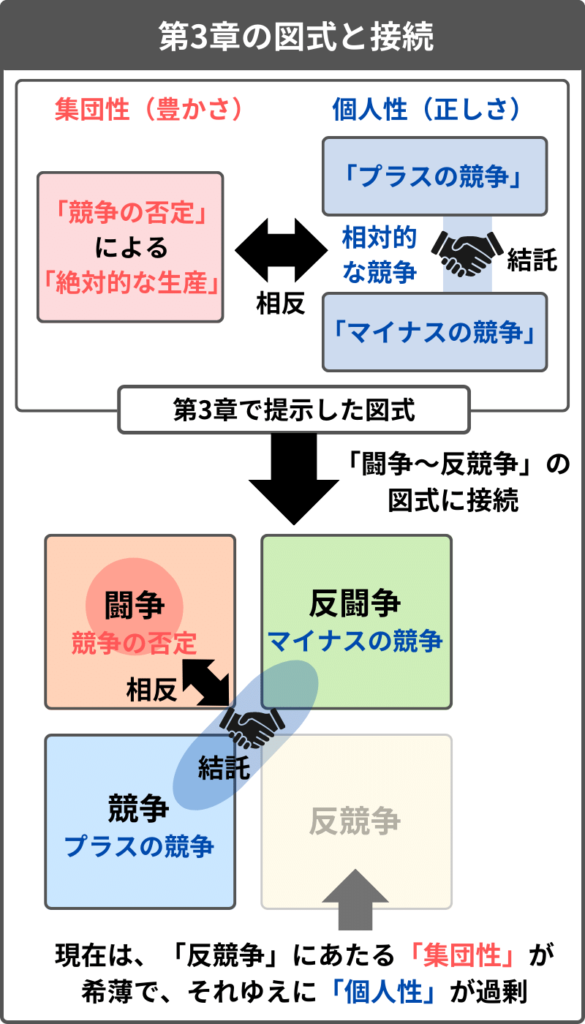 第3章の図式と接続
集団性（豊かさ）
個人性（正しさ）
「競争の否定」
による
「絶対的な生産」
相反
「プラスの競争」
相対的
な競争
結託
「マイナスの競争」
第3章で提示した図式
「闘争～反競争」の
図式に接続
闘争
競争の否定
反闘争
マイナスの競争
相反
結託
競争
プラスの競争
反競争
現在は、「反競争」にあたる「集団性」が
希薄で、それゆえに「個人性」が過剰